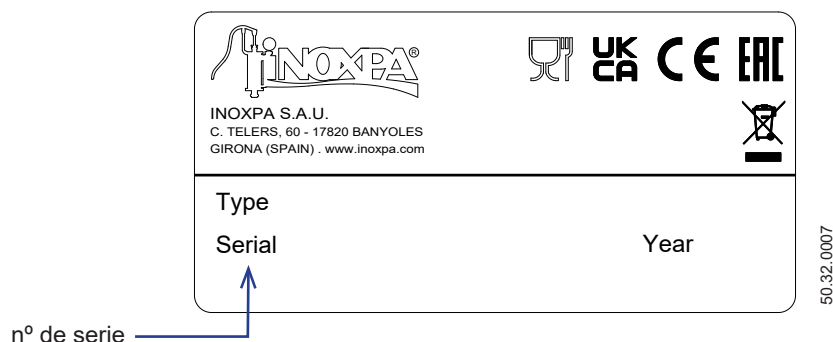 INOXPA®
UK CA CE EAC
INOXPA S.A.U.
C. TELERS, 60 - 17820 BANYOLES
GIRONA (SPAIN) . www.inoxpa.com
Type
Serial
Year
50.32.0007
nº de serie